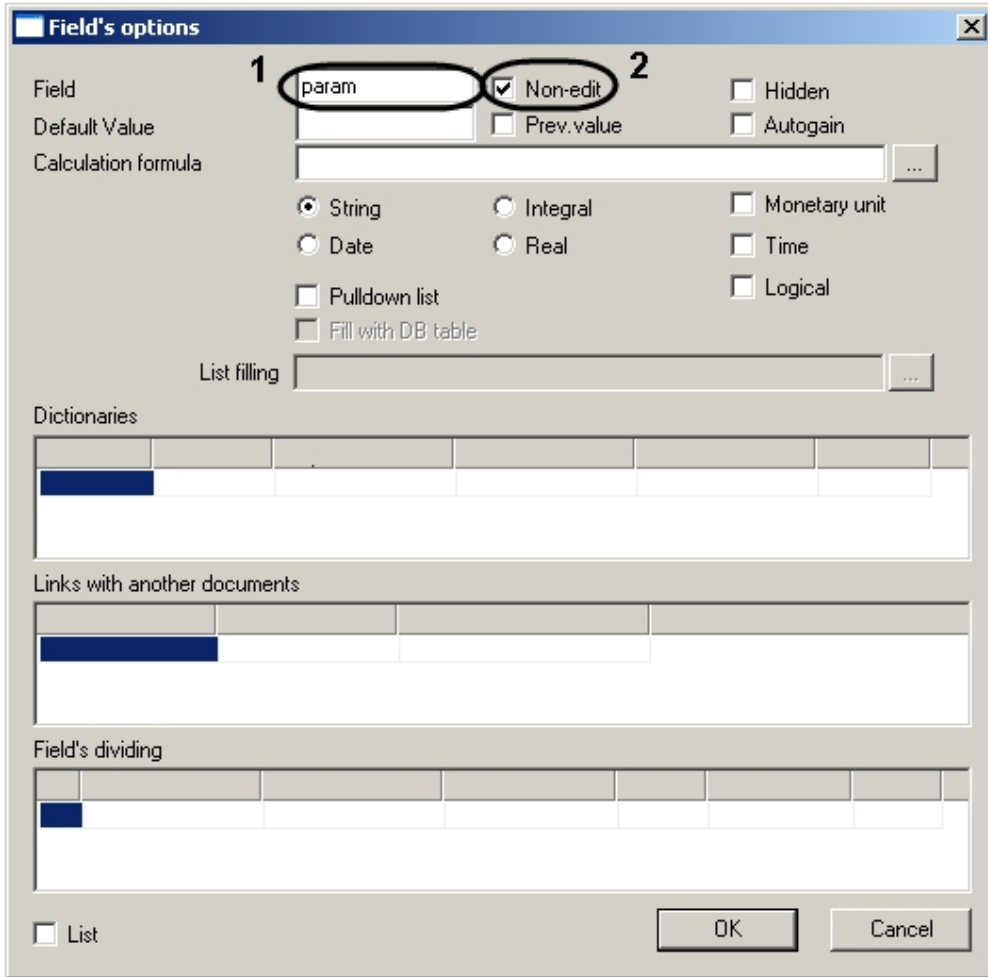 Field's options
1 2
Field param Non-edit Hidden
Default Value Prev.value Autogain
Calculation formula ...
String Integral Monetary unit
Date Real Time
Pulldown list Logical
Fill with DB table
List filling ...
Dictionaries
Links with another documents
Field's dividing
List OK Cancel